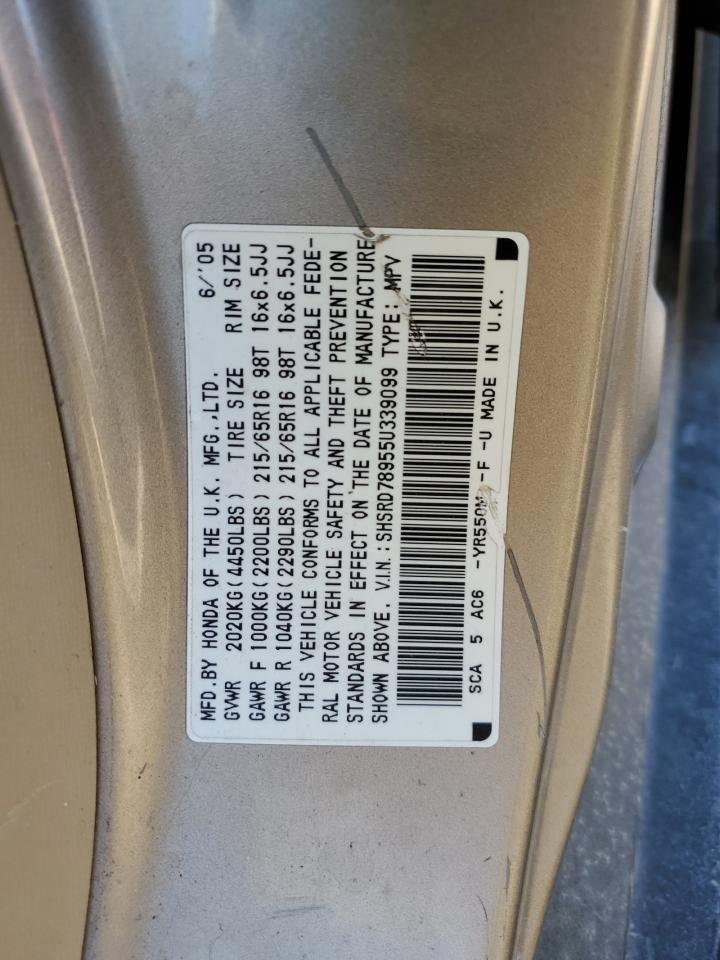 MFD.BY HONDA OF THE U.K. MFG.,LTD. 6/'05
GVWR 2020KG(4450LBS) TIRE SIZE RIM SIZE
GAWR F 1000KG(2200LBS) 215/65R16 98T 16x6.5JJ
GAWR R 1040KG(2290LBS) 215/65R16 98T 16x6.5JJ
THIS VEHICLE CONFORMS TO ALL APPLICABLE FEDE-
RAL MOTOR VEHICLE SAFETY AND THEFT PREVENTION
STANDARDS IN EFFECT ON THE DATE OF MANUFACTURE
SHOWN ABOVE. V.I.N.:SHSRD78955U339099 TYPE: MPV
SCA 5 AC6 -F -U MADE IN U.K.